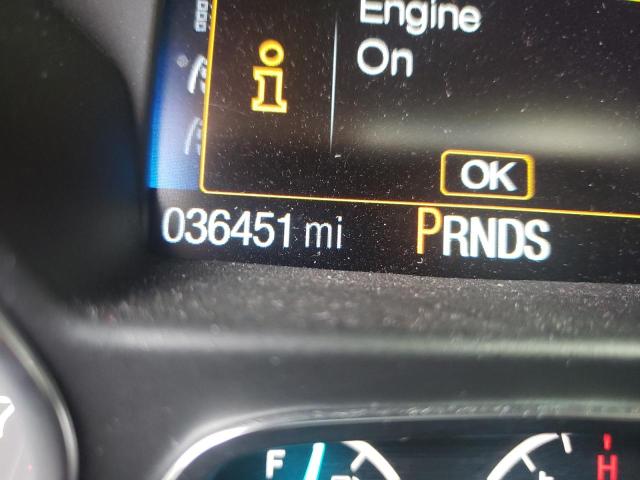 Engine
On
OK
036451 mi PRNDS
F H